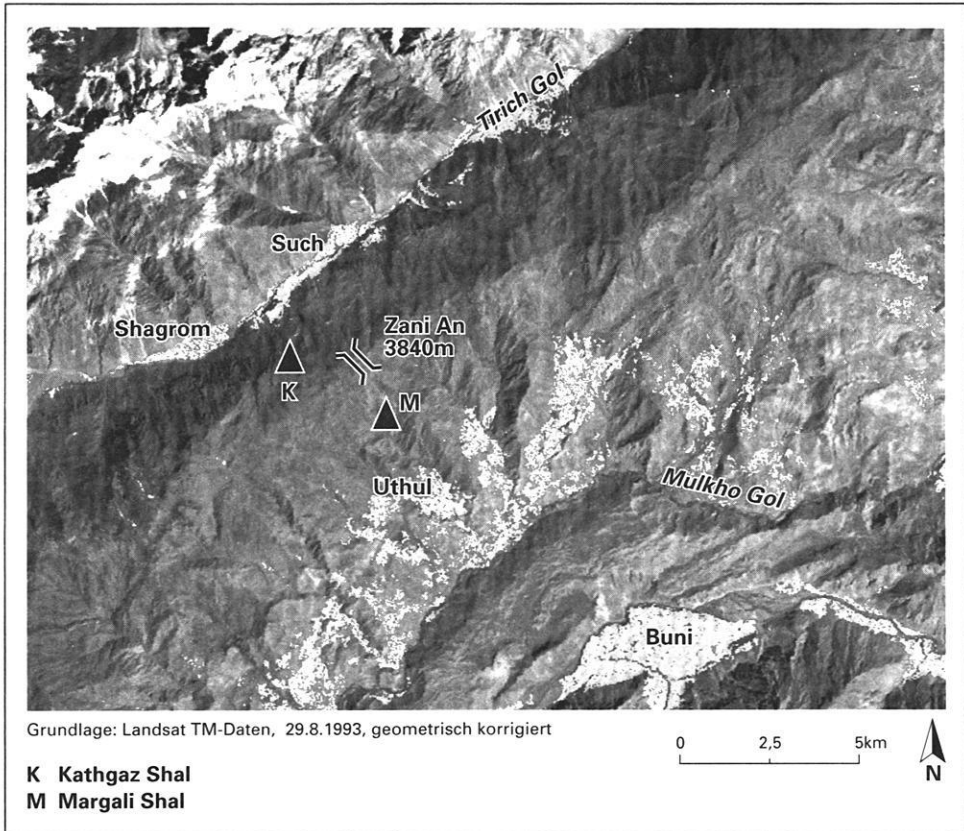 Tirich Gol
Such
Shagrom
Zani An
3840m
K
M
Uthul
Mulkho Gol
Buni
Grundlage: Landsat TM-Daten, 29.8.1993, geometrisch korrigiert
0 2,5 5km
N
K Kathgaz Shal
M Margali Shal